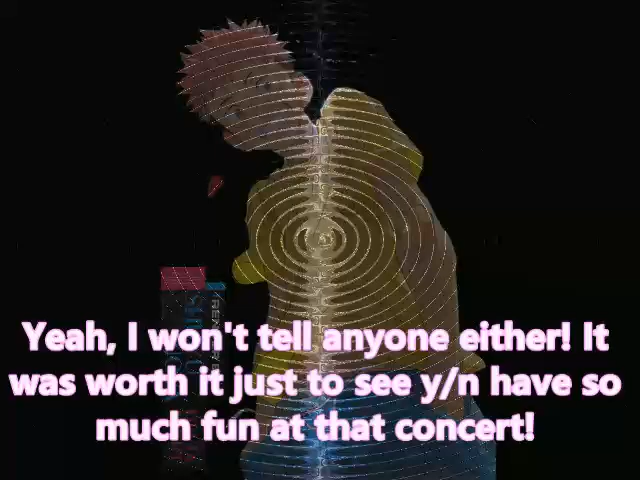 Yeah, I won't tell anyone either! It
was worth it just to see y/n have so
much fun at that concert!